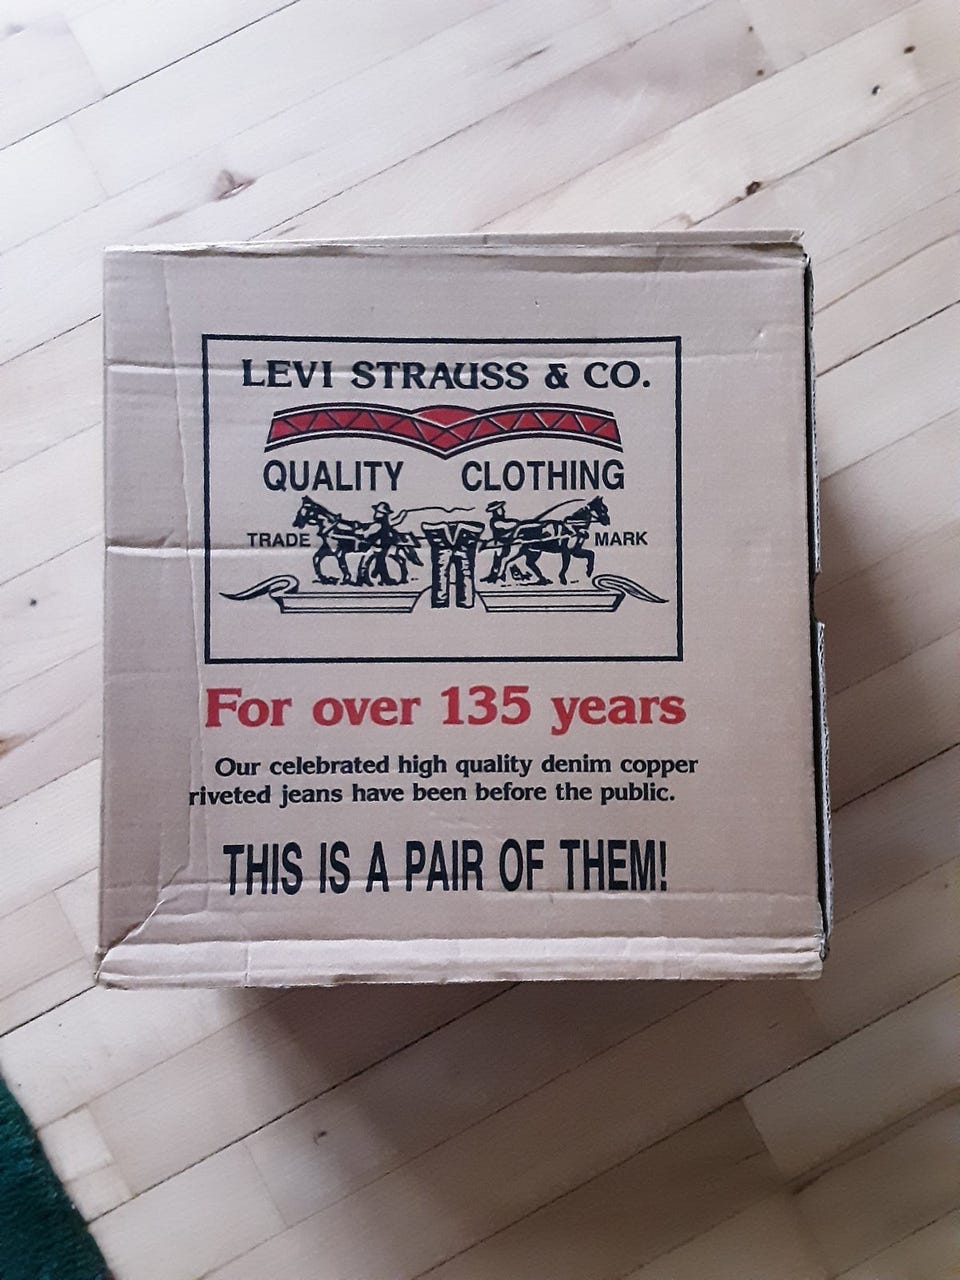 LEVI STRAUSS & CO.
QUALITY CLOTHING
TRADE MARK
For over 135 years
Our celebrated high quality denim copper
riveted jeans have been before the public.
THIS IS A PAIR OF THEM!